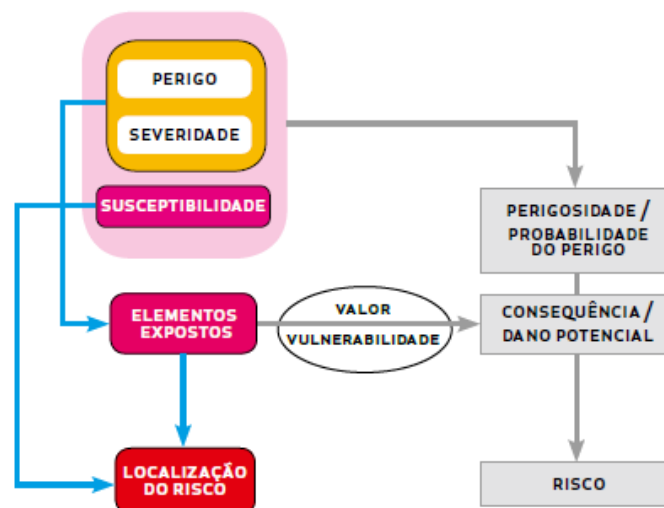 PERIGO
SEVERIDADE
SUSCEPTIBILIDADE
PERIGOSIDADE /
PROBABILIDADE
DO PERIGO
ELEMENTOS
EXPOSTOS
VALOR
VULNERABILIDADE
CONSEQUÊNCIA /
DANO POTENCIAL
LOCALIZAÇÃO
DO RISCO
RISCO